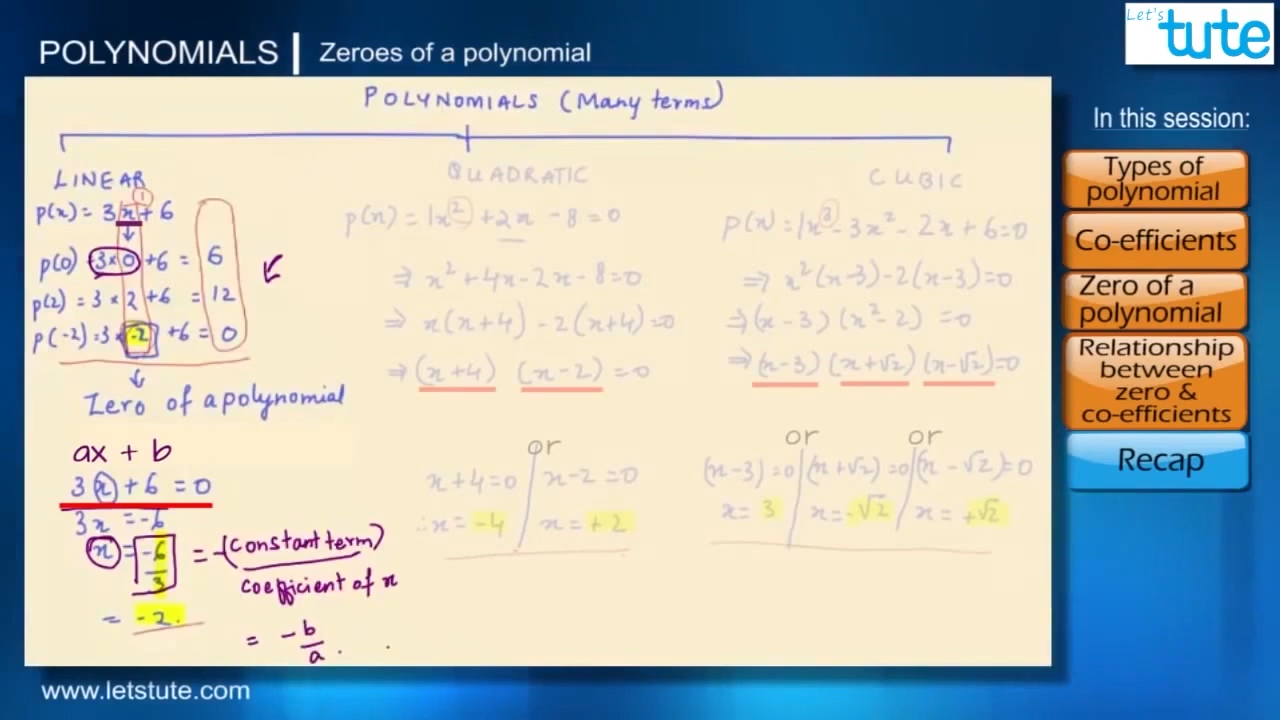 Let's
tute
POLYNOMIALS | Zeroes of a polynomial
POLYNOMIALS (Many terms)
LINEAR
p(x) = 3x + 6
1
p(0) = 3 × 0 + 6 = 6
p(2) = 3 × 2 + 6 = 12
p(-2) = 3 × -2 + 6 = 0
Zero of a polynomial
ax + b
3(x) + 6 = 0
3x = -6
x = -6/3 = -(constant term)/coefficient of x
= -2.
= -b/a.
QUADRATIC
p(x) = 1x² + 2x - 8 = 0
⇒ x² + 4x - 2x - 8 = 0
⇒ x(x+4) - 2(x+4) = 0
⇒ (x+4) (x-2) = 0
or
x+4=0 | x-2=0
∴ x = -4 | x = +2
CUBIC
p(x) = 1x³ - 3x² - 2x + 6 = 0
⇒ x²(x-3) - 2(x-3) = 0
⇒ (x-3) (x²-2) = 0
⇒ (x-3) (x+√2) (x-√2) = 0
or or
(x-3)=0 | (x+√2)=0 | (x-√2)=0
x = 3 | x = -√2 | x = +√2
In this session:
Types of
polynomial
Co-efficients
Zero of a
polynomial
Relationship
between
zero &
co-efficients
Recap
www.letstute.com